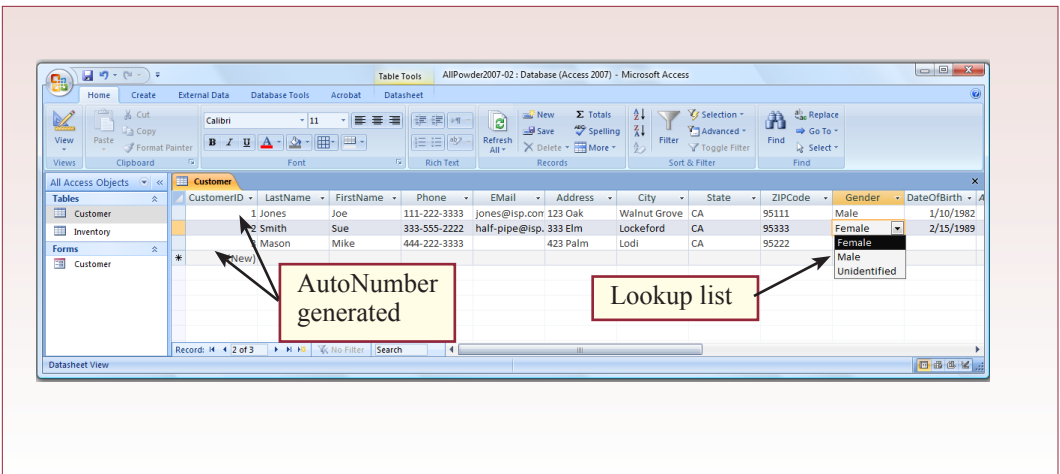 Table Tools AllPowder2007-02 : Database (Access 2007) - Microsoft Access
Home Create External Data Database Tools Acrobat Datasheet
View
Paste
Cut
Copy
Format Painter
Calibri 11
B I U A
Refresh All
New
Save
Delete
Σ Totals
Spelling
More
Filter
Selection
Advanced
Toggle Filter
Find
Replace
Go To
Select
Views Clipboard Font Rich Text Records Sort & Filter Find
All Access Objects
Tables
Customer
Inventory
Forms
Customer
Customer
CustomerID LastName FirstName Phone EMail Address City State ZIPCode Gender DateOfBirth A
1 Jones Joe 111-222-3333 jones@isp.com 123 Oak Walnut Grove CA 95111 Male 1/10/1982
2 Smith Sue 333-555-2222 half-pipe@isp. 333 Elm Lockeford CA 95333 Female 2/15/1989
Mason Mike 444-222-3333 423 Palm Lodi CA 95222
* (New)
Female
Male
Unidentified
AutoNumber
generated
Lookup list
Record: 2 of 3 No Filter Search
Datasheet View